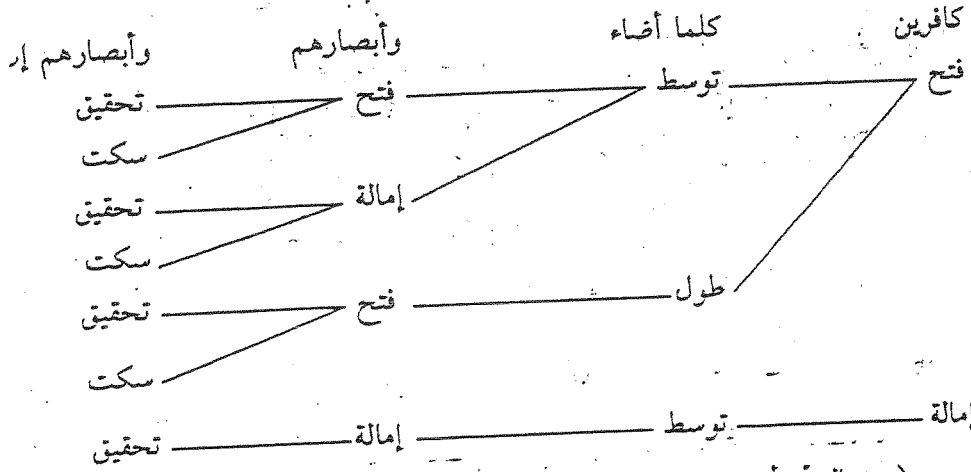 كافرين كلما أضاء وأبصارهم وأبصارهم إن
فتح توسط فتح تحقيق
سكت
إمالة تحقيق
سكت
طول فتح تحقيق
سكت
إمالة توسط إمالة تحقيق